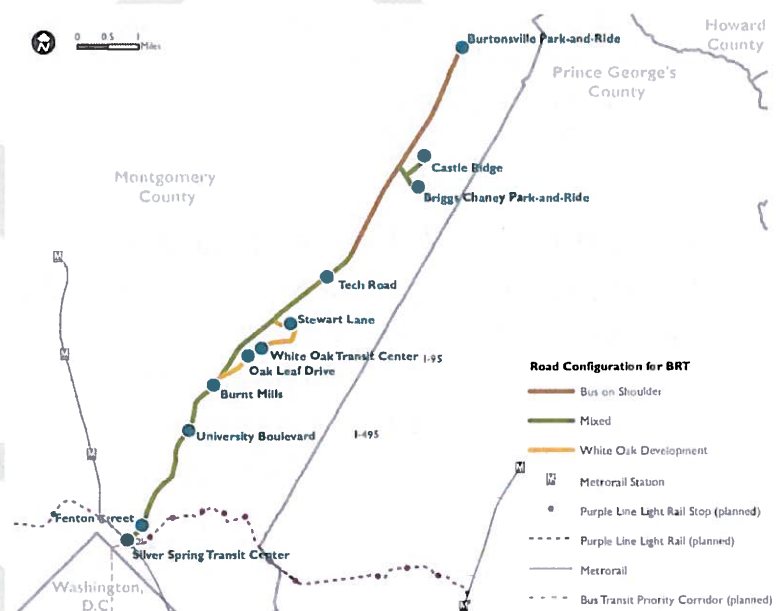 Howard
County
N
0 0.5 1
Miles
Burtonsville Park-and-Ride
Prince George's
County
Castle Ridge
Briggs Chaney Park-and-Ride
Montgomery
County
M
Tech Road
Stewart Lane
M
White Oak Transit Center
I-95
Oak Leaf Drive
Burnt Mills
University Boulevard
I-495
M
Fenton Street
Silver Spring Transit Center
Washington,
D.C.
M
M
Road Configuration for BRT
Bus on Shoulder
Mixed
White Oak Development
M Metrorail Station
Purple Line Light Rail Stop (planned)
Purple Line Light Rail (planned)
Metrorail
Bus Transit Priority Corridor (planned)